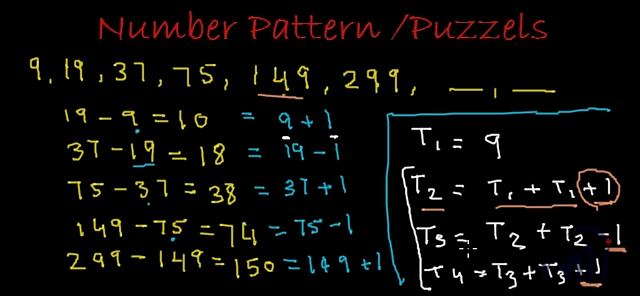 Number Pattern /Puzzels
9, 19, 37, 75, 149, 299, __, __
19 - 9 = 10 = 9 + 1
37 - 19 = 18 = 19 - 1
75 - 37 = 38 = 37 + 1
149 - 75 = 74 = 75 - 1
299 - 149 = 150 = 149 + 1
T₁ = 9
T₂ = T₁ + T₁ + 1
T₃ = T₂ + T₂ - 1
T₄ = T₃ + T₃ + 1